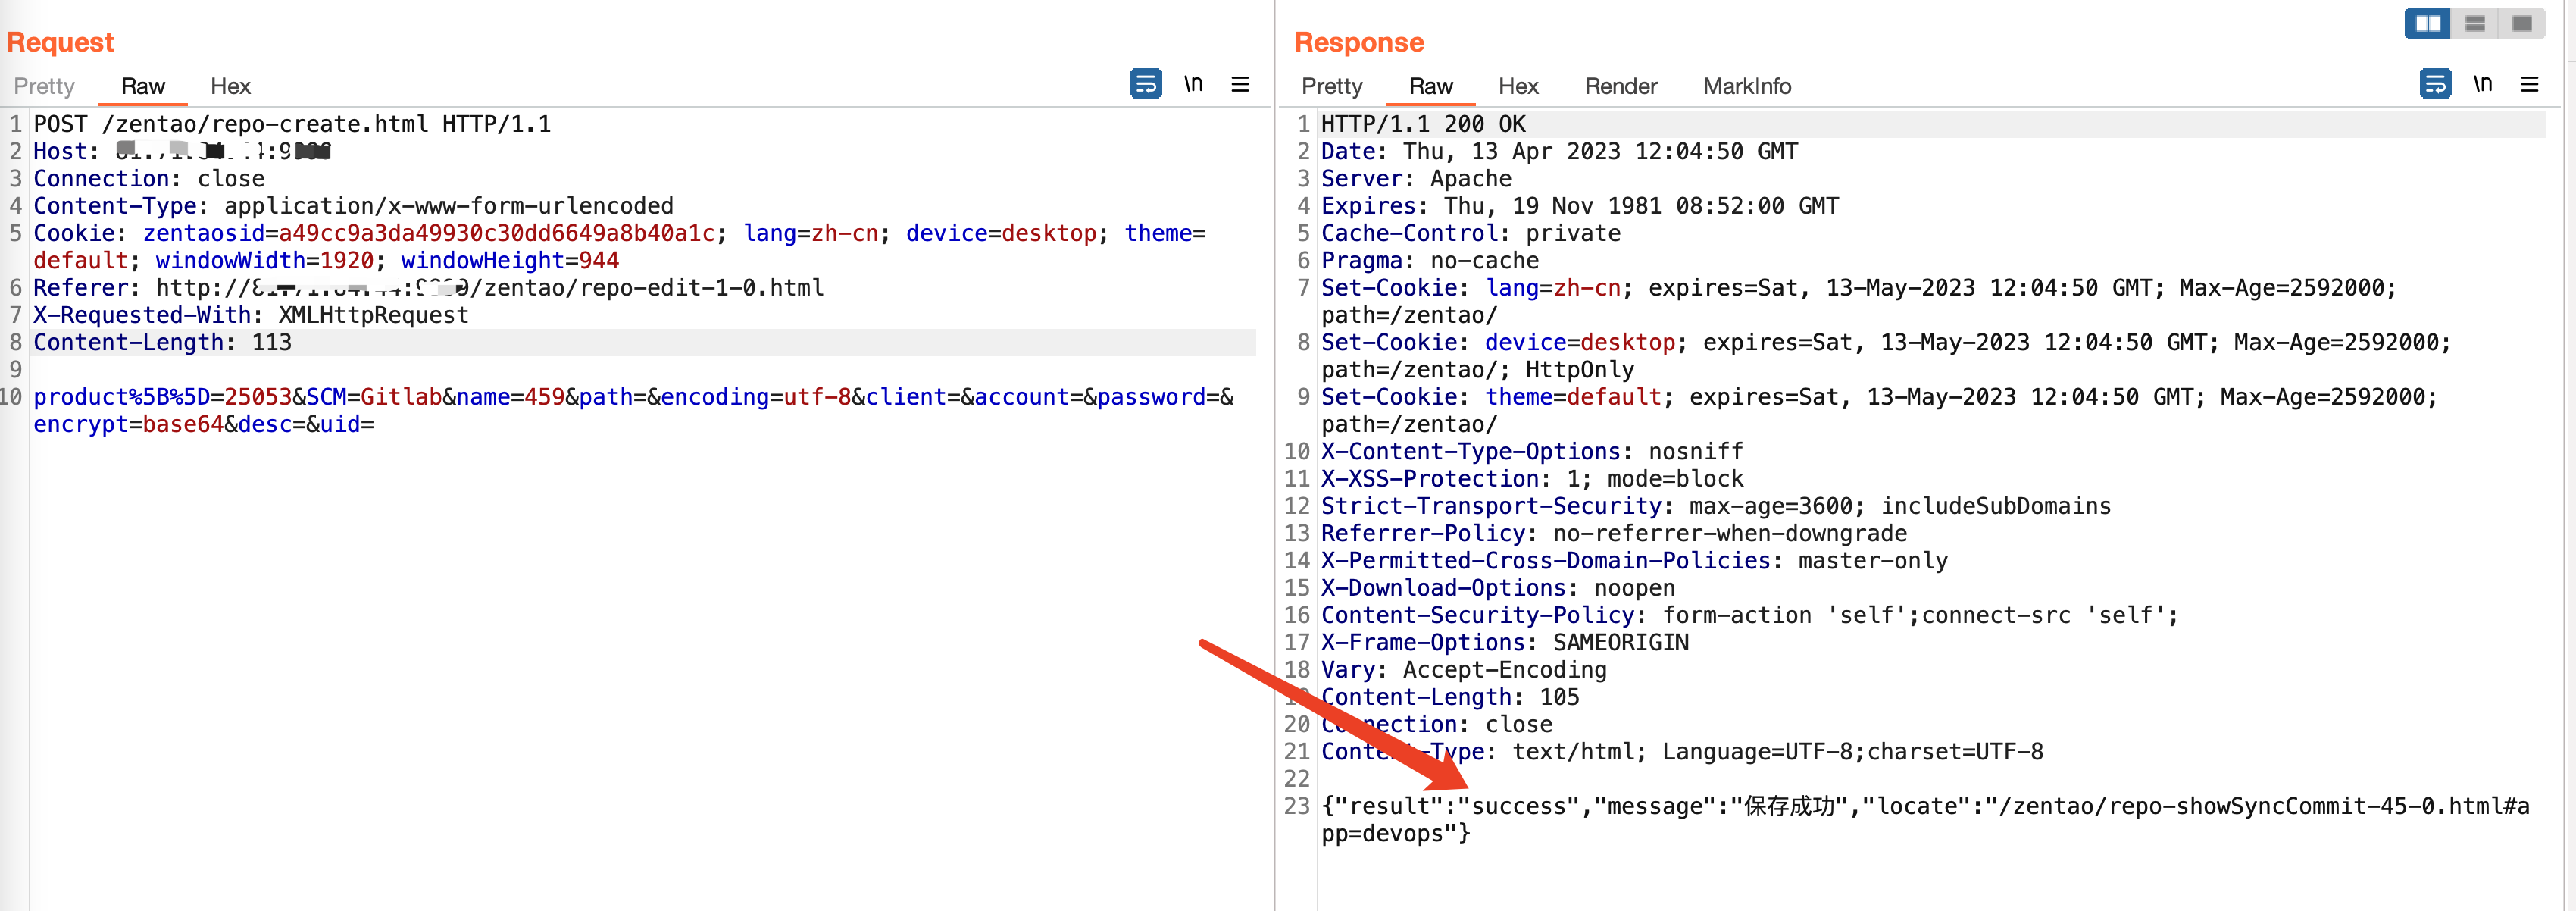 Request
Pretty Raw Hex \n
1 POST /zentao/repo-create.html HTTP/1.1
2 Host:
3 Connection: close
4 Content-Type: application/x-www-form-urlencoded
5 Cookie: zentaosid=a49cc9a3da49930c30dd6649a8b40a1c; lang=zh-cn; device=desktop; theme=
default; windowWidth=1920; windowHeight=944
6 Referer: http:///zentao/repo-edit-1-0.html
7 X-Requested-With: XMLHttpRequest
8 Content-Length: 113
9
10 product%5B%5D=25053&SCM=Gitlab&name=459&path=&encoding=utf-8&client=&account=&password=&
encrypt=base64&desc=&uid=
Response
Pretty Raw Hex Render MarkInfo \n
1 HTTP/1.1 200 OK
2 Date: Thu, 13 Apr 2023 12:04:50 GMT
3 Server: Apache
4 Expires: Thu, 19 Nov 1981 08:52:00 GMT
5 Cache-Control: private
6 Pragma: no-cache
7 Set-Cookie: lang=zh-cn; expires=Sat, 13-May-2023 12:04:50 GMT; Max-Age=2592000;
path=/zentao/
8 Set-Cookie: device=desktop; expires=Sat, 13-May-2023 12:04:50 GMT; Max-Age=2592000;
path=/zentao/; HttpOnly
9 Set-Cookie: theme=default; expires=Sat, 13-May-2023 12:04:50 GMT; Max-Age=2592000;
path=/zentao/
10 X-Content-Type-Options: nosniff
11 X-XSS-Protection: 1; mode=block
12 Strict-Transport-Security: max-age=3600; includeSubDomains
13 Referrer-Policy: no-referrer-when-downgrade
14 X-Permitted-Cross-Domain-Policies: master-only
15 X-Download-Options: noopen
16 Content-Security-Policy: form-action 'self';connect-src 'self';
17 X-Frame-Options: SAMEORIGIN
18 Vary: Accept-Encoding
19 Content-Length: 105
20 Connection: close
21 Content-Type: text/html; Language=UTF-8;charset=UTF-8
22
23 {"result":"success","message":"保存成功","locate":"/zentao/repo-showSyncCommit-45-0.html#a
pp=devops"}